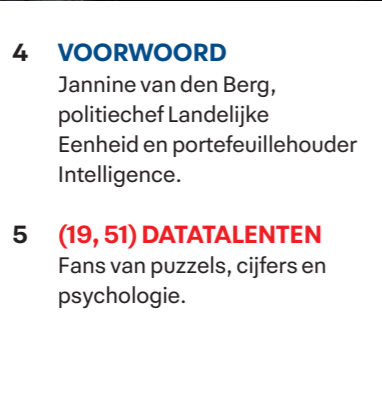 4 VOORWOORD
Jannine van den Berg,
politiechef Landelijke
Eenheid en portefeuillehouder
Intelligence.
5 (19, 51) DATATALENTEN
Fans van puzzels, cijfers en
psychologie.